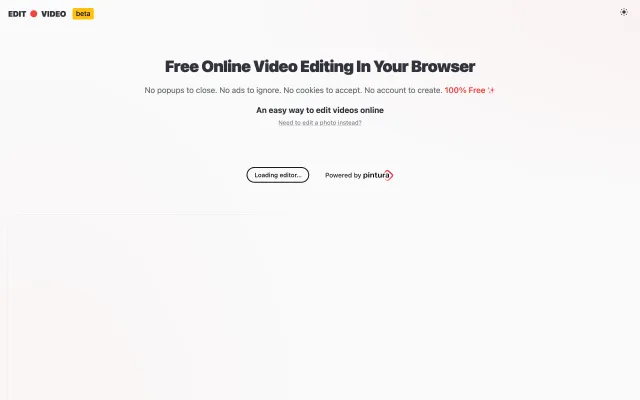 EDIT VIDEO beta
Free Online Video Editing In Your Browser
No popups to close. No ads to ignore. No cookies to accept. No account to create. 100% Free ✨
An easy way to edit videos online
Need to edit a photo instead?
Loading editor... Powered by pintura